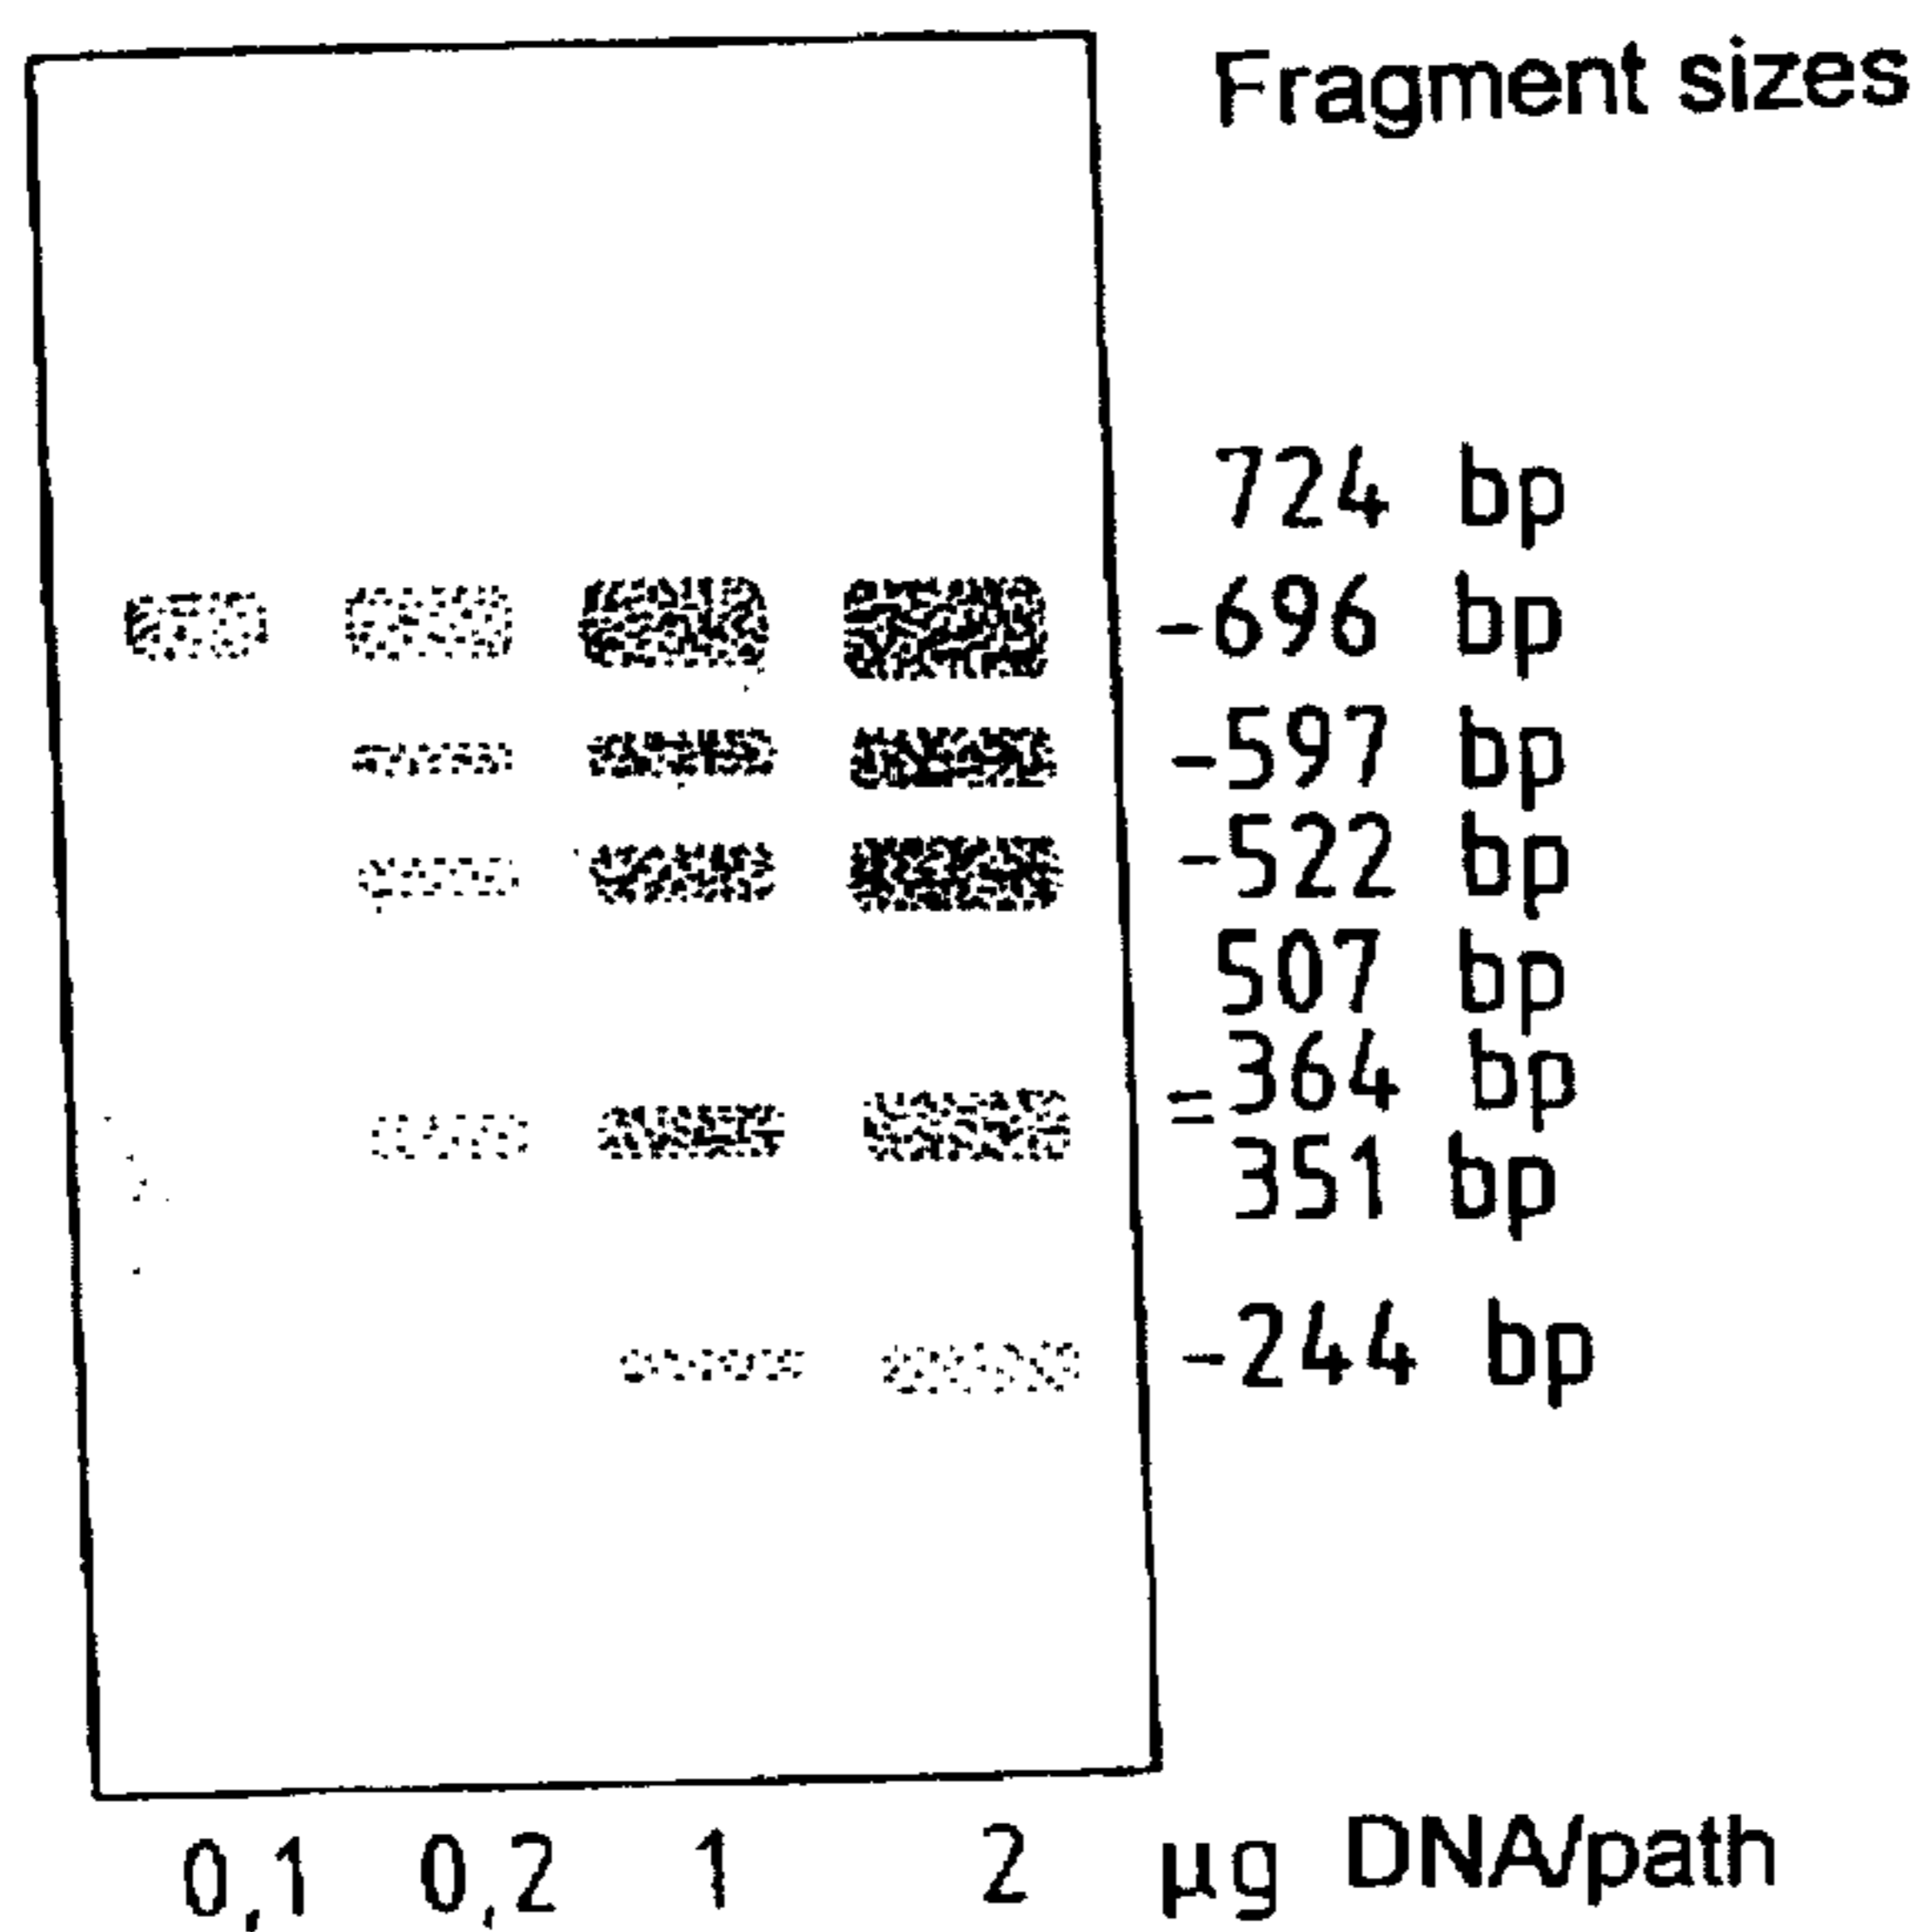 Fragment sizes
724 bp
-696 bp
-597 bp
-522 bp
507 bp
=364 bp
351 bp
-244 bp
0,1 0,2 1 2 µg DNA/path